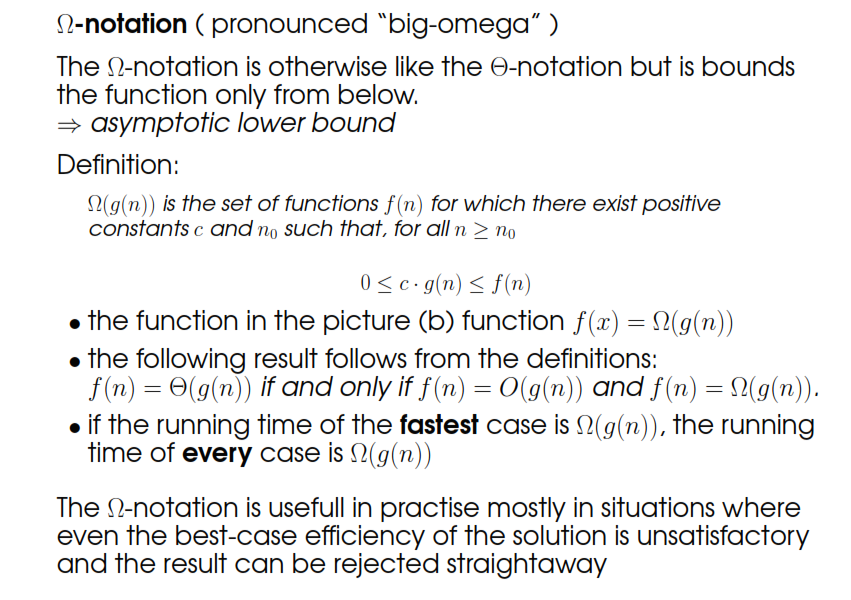 Ω-notation ( pronounced “big-omega” )
The Ω-notation is otherwise like the Θ-notation but is bounds
the function only from below.
⇒ asymptotic lower bound
Definition:
Ω(g(n)) is the set of functions f(n) for which there exist positive
constants c and n₀ such that, for all n ≥ n₀
0 ≤ c · g(n) ≤ f(n)
• the function in the picture (b) function f(x) = Ω(g(n))
• the following result follows from the definitions:
f(n) = Θ(g(n)) if and only if f(n) = O(g(n)) and f(n) = Ω(g(n)).
• if the running time of the fastest case is Ω(g(n)), the running
time of every case is Ω(g(n))
The Ω-notation is usefull in practise mostly in situations where
even the best-case efficiency of the solution is unsatisfactory
and the result can be rejected straightaway